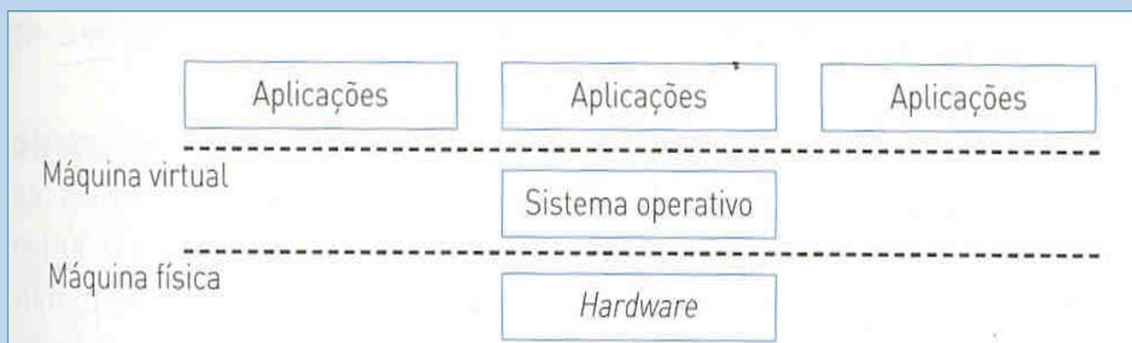 Aplicações Aplicações Aplicações
Máquina virtual
Sistema operativo
Máquina física
Hardware